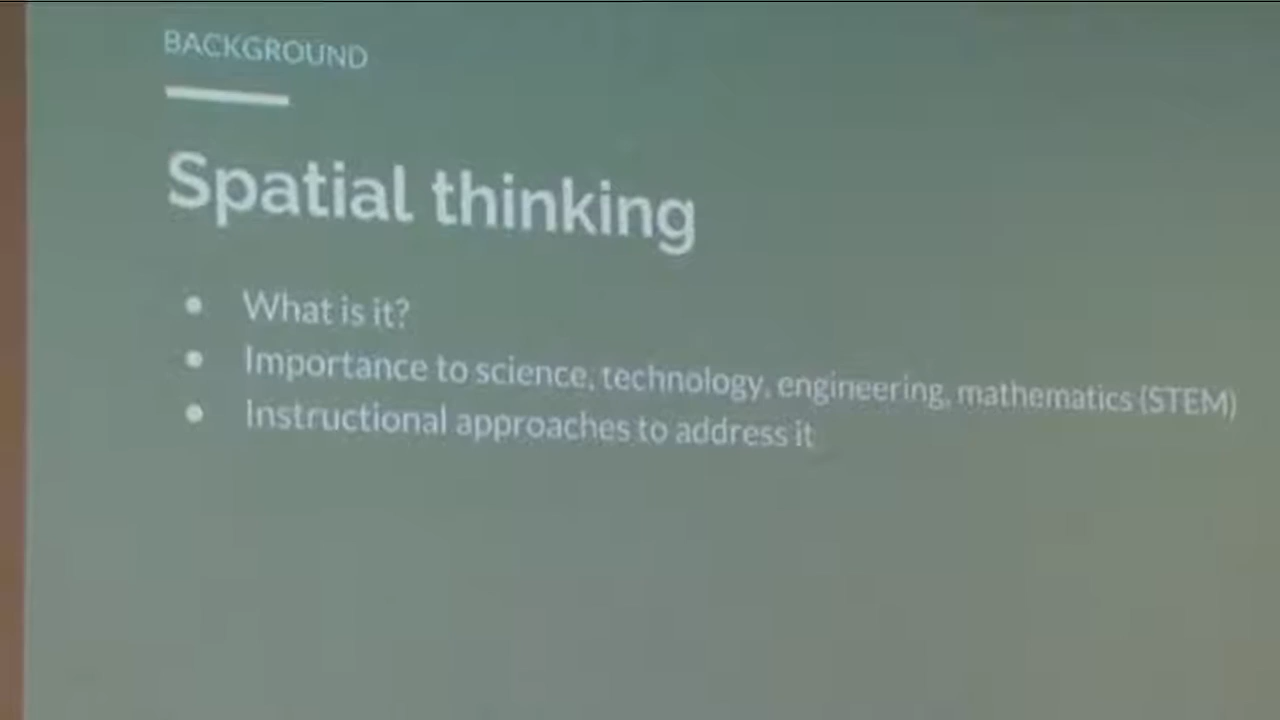 BACKGROUND
Spatial thinking
What is it?
Importance to science, technology, engineering, mathematics (STEM)
Instructional approaches to address it